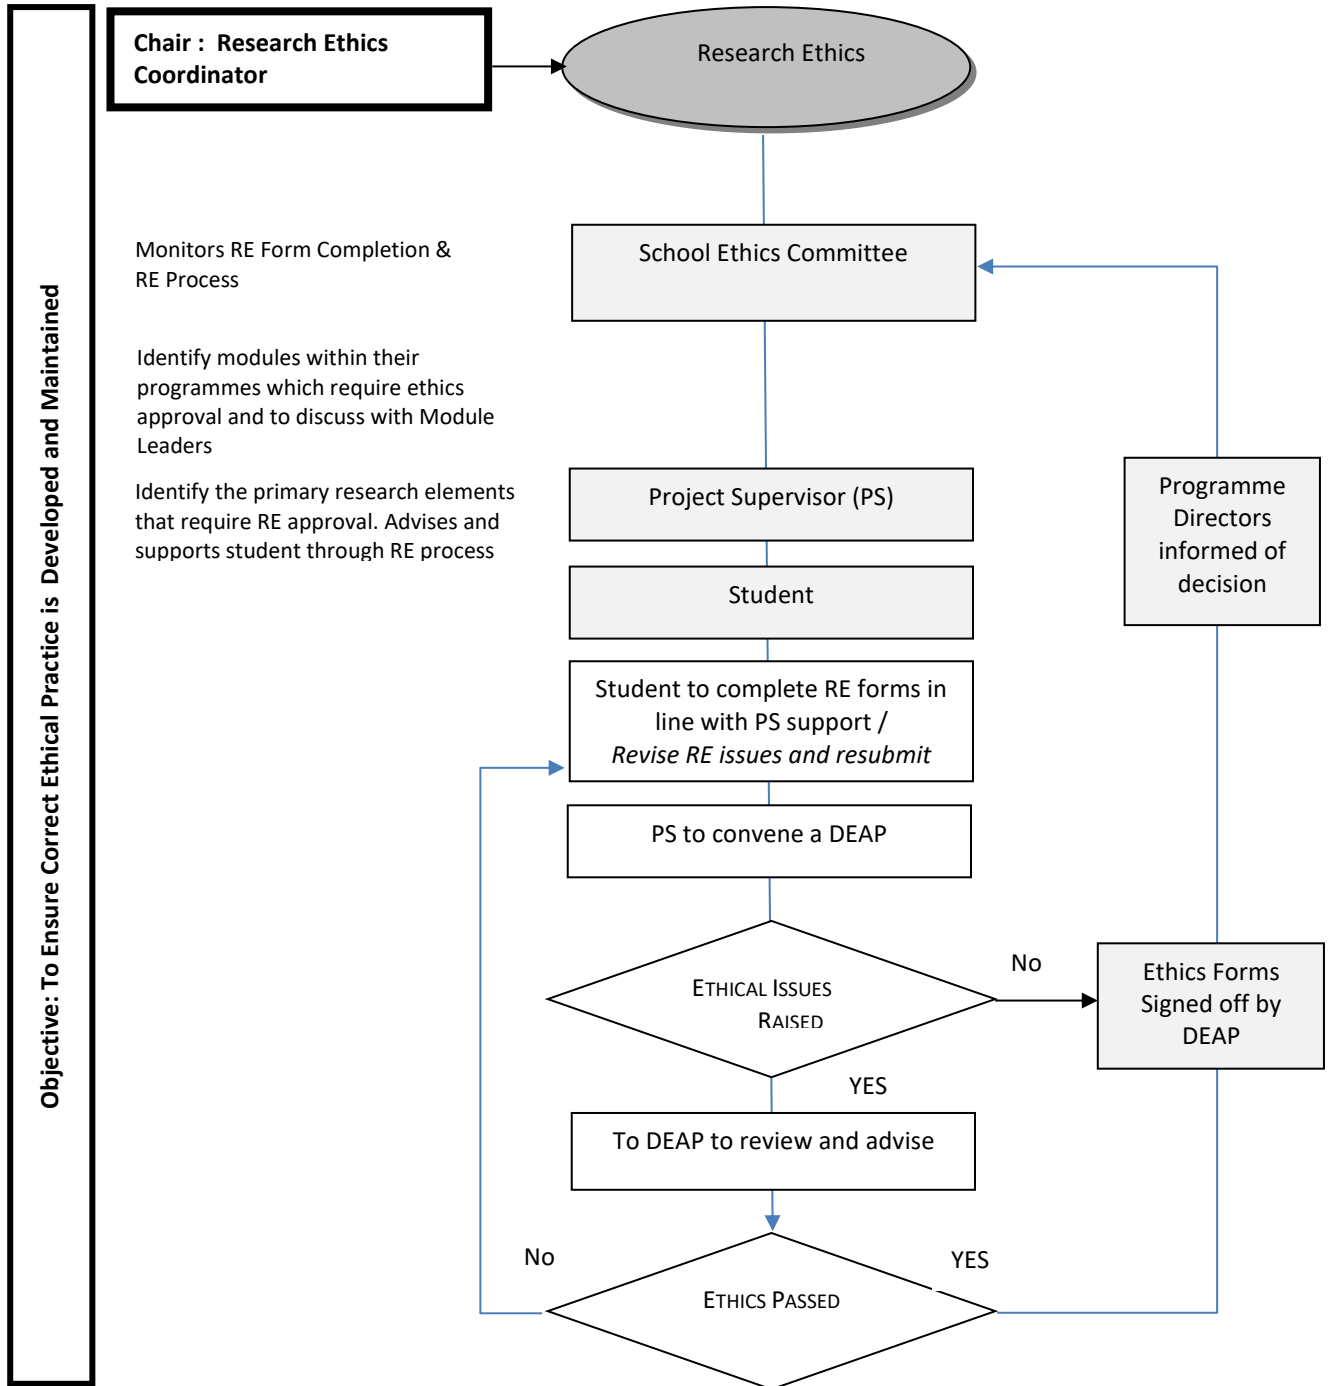 Chair : Research Ethics
Coordinator
Research Ethics
Objective: To Ensure Correct Ethical Practice is Developed and Maintained
Monitors RE Form Completion &
RE Process
School Ethics Committee
Identify modules within their
programmes which require ethics
approval and to discuss with Module
Leaders
Identify the primary research elements
that require RE approval. Advises and
supports student through RE process
Project Supervisor (PS)
Programme
Directors
informed of
decision
Student
Student to complete RE forms in
line with PS support /
Revise RE issues and resubmit
PS to convene a DEAP
ETHICAL ISSUES
RAISED
No
Ethics Forms
Signed off by
DEAP
YES
To DEAP to review and advise
No
YES
ETHICS PASSED